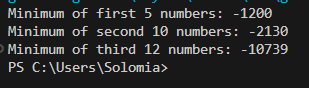 Minimum of first 5 numbers: -1200
Minimum of second 10 numbers: -2130
Minimum of third 12 numbers: -10739
PS C:\Users\Solomia>